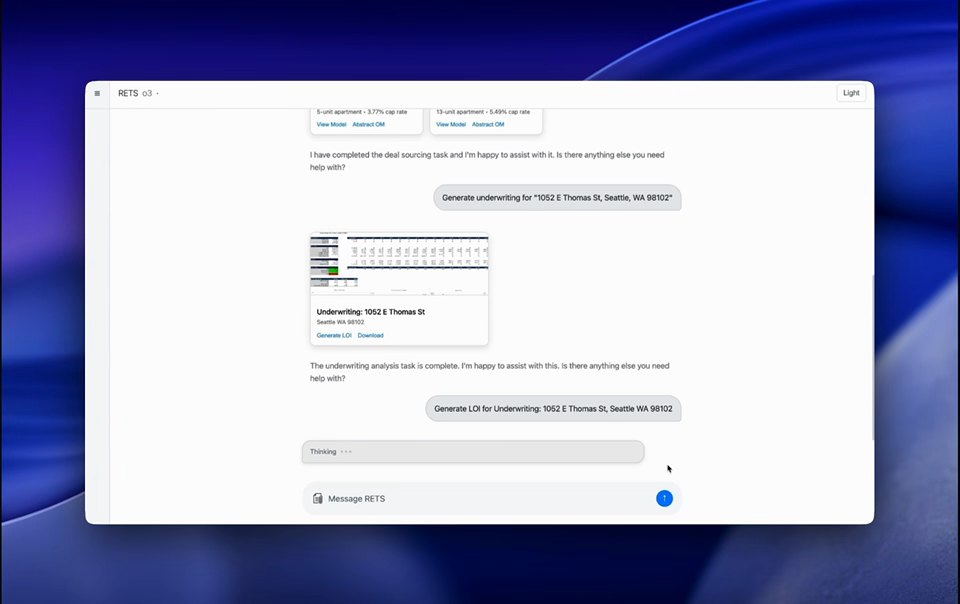 RETS o3
Light
5-unit apartment • 3.77% cap rate
13-unit apartment • 5.49% cap rate
View Model Abstract OM
View Model Abstract OM
I have completed the deal sourcing task and I'm happy to assist with it. Is there anything else you need
help with?
Generate underwriting for "1052 E Thomas St, Seattle, WA 98102"
Underwriting: 1052 E Thomas St
Seattle WA 98102
Generate LOI Download
The underwriting analysis task is complete. I'm happy to assist with this. Is there anything else you need
help with?
Generate LOI for Underwriting: 1052 E Thomas St, Seattle WA 98102
Thinking
Message RETS